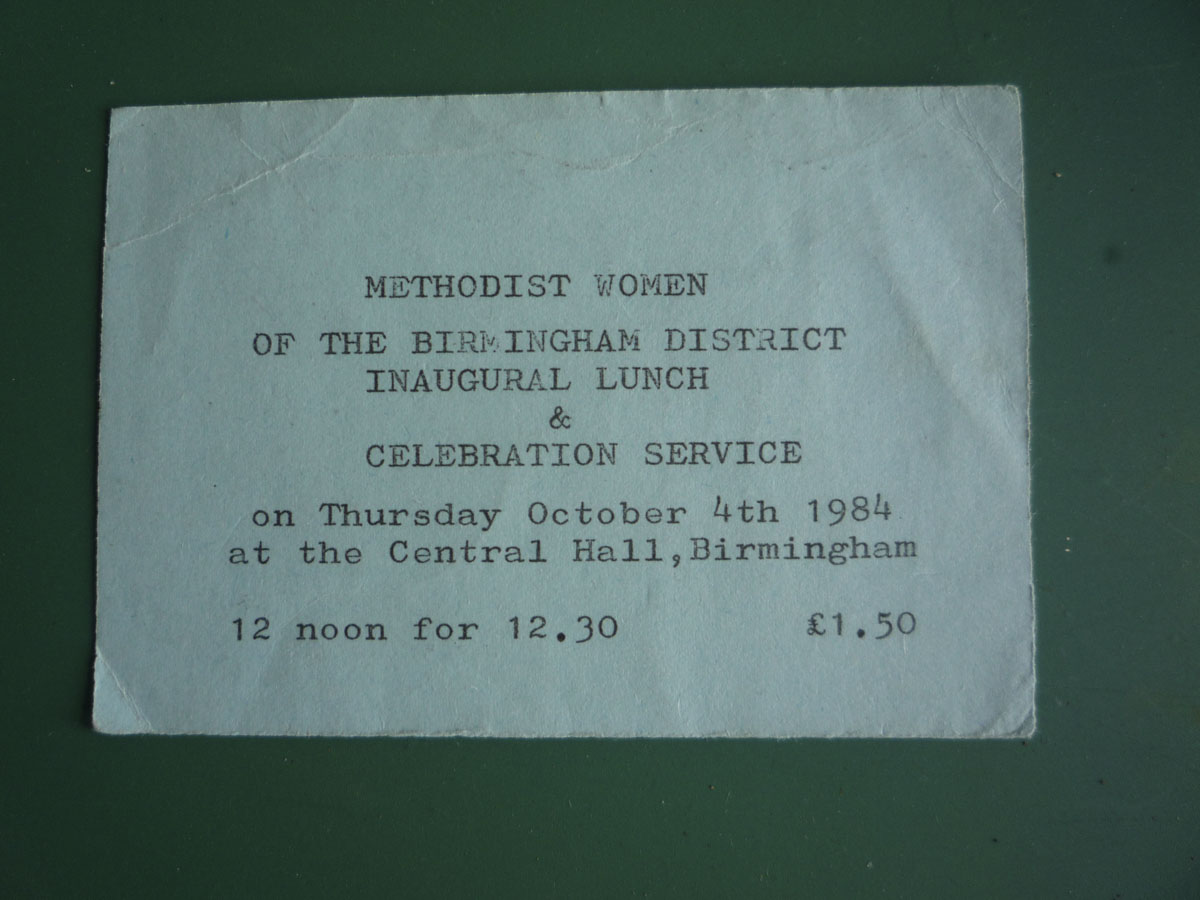 METHODIST WOMEN
OF THE BIRMINGHAM DISTRICT
INAUGURAL LUNCH
&
CELEBRATION SERVICE
on Thursday October 4th 1984
at the Central Hall,Birmingham
12 noon for 12.30 £1.50